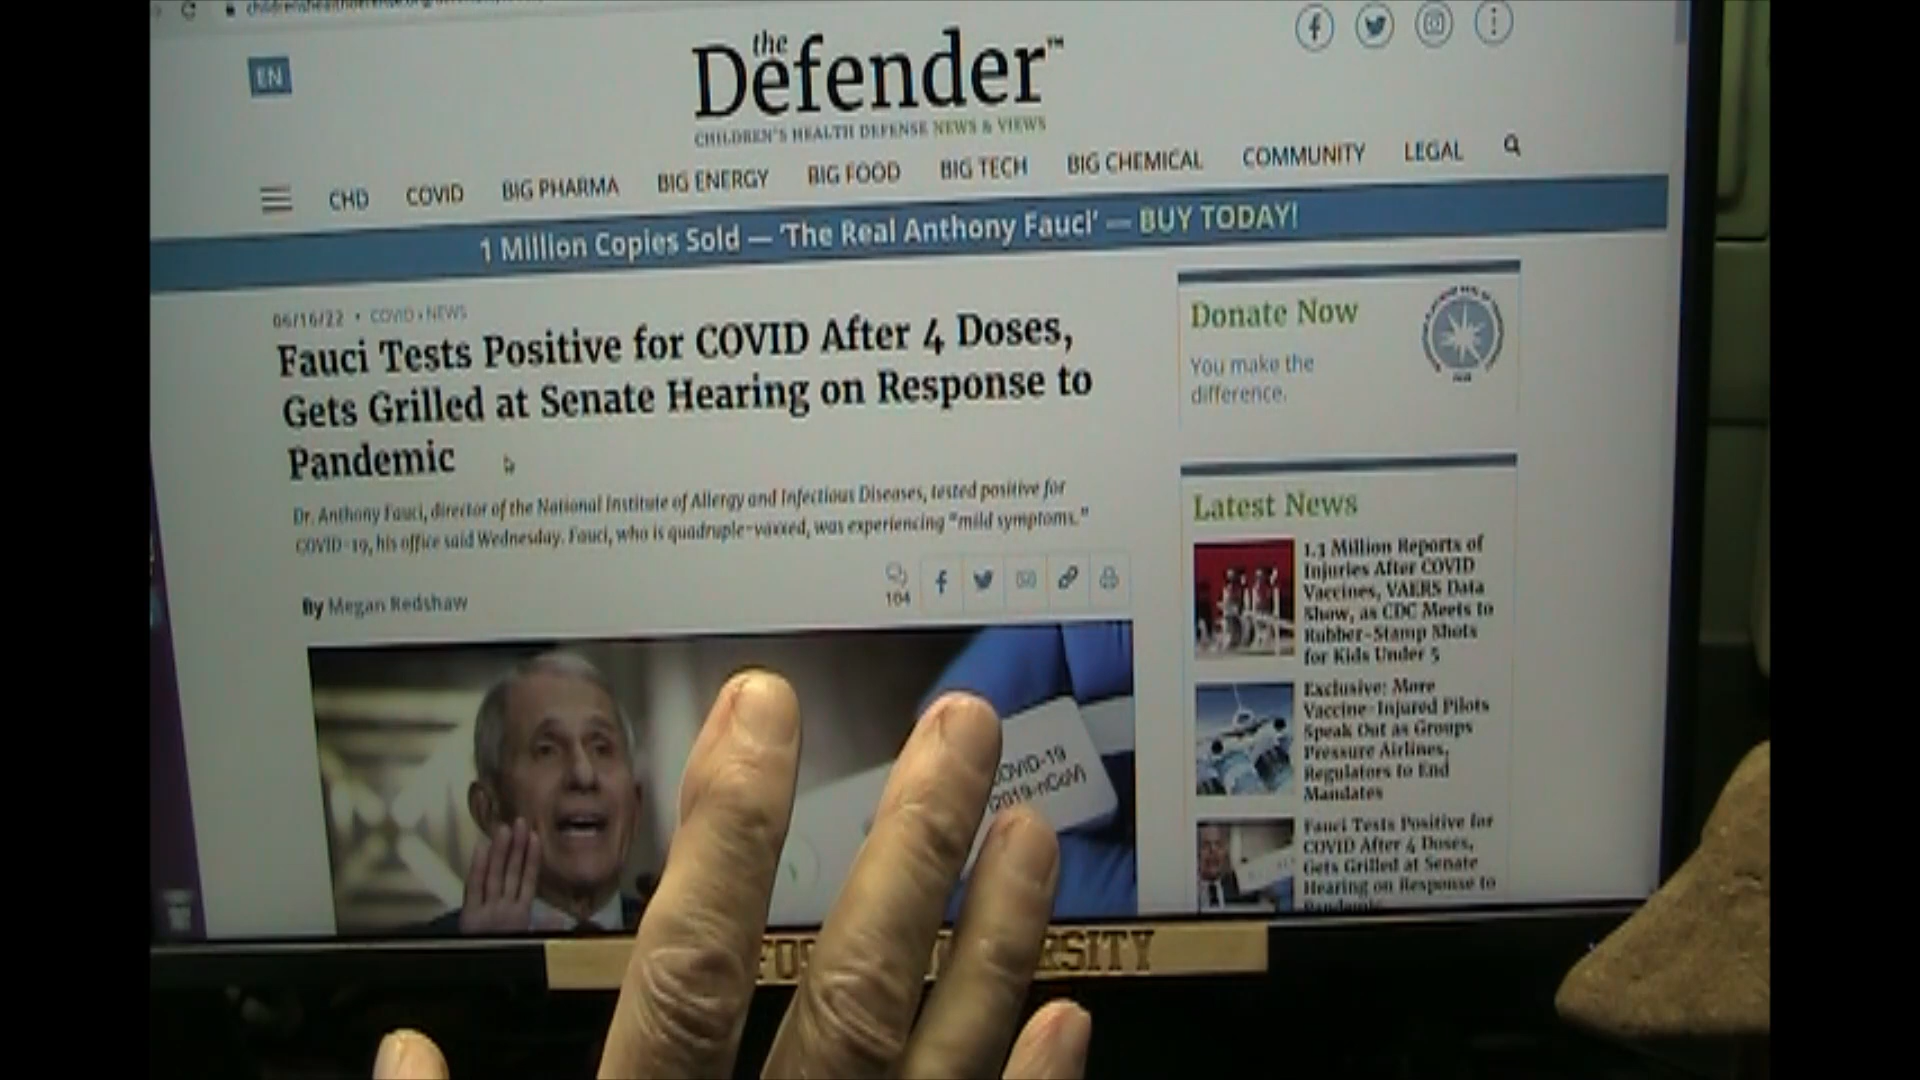 EN
the
Defender™
CHILDREN'S HEALTH DEFENSE NEWS & VIEWS
CHD COVID BIG PHARMA BIG ENERGY BIG FOOD BIG TECH BIG CHEMICAL COMMUNITY LEGAL
1 Million Copies Sold — 'The Real Anthony Fauci' — BUY TODAY!
06/16/22 • COVID › NEWS
Fauci Tests Positive for COVID After 4 Doses,
Gets Grilled at Senate Hearing on Response to
Pandemic
Dr. Anthony Fauci, director of the National Institute of Allergy and Infectious Diseases, tested positive for
COVID-19, his office said Wednesday. Fauci, who is quadruple-vaxxed, was experiencing "mild symptoms."
By Megan Redshaw
104
COVID-19
(2019-nCoV)
Donate Now
You make the
difference.
Latest News
1.3 Million Reports of
Injuries After COVID
Vaccines, VAERS Data
Show, as CDC Meets to
Rubber-Stamp Shots
for Kids Under 5
Exclusive: More
Vaccine-Injured Pilots
Speak Out as Groups
Pressure Airlines,
Regulators to End
Mandates
Fauci Tests Positive for
COVID After 4 Doses,
Gets Grilled at Senate
Hearing on Response to
Pandemic